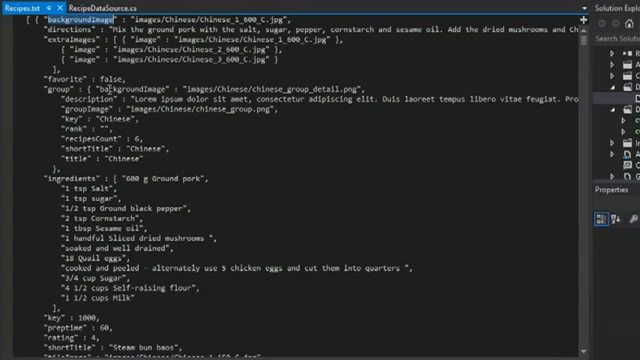 Recipes.txt
RecipeDataSource.cs
[ { "backgroundImage" : "images/Chinese/Chinese_1_600_C.jpg",
"directions" : "Mix the ground pork with the salt, sugar, pepper, cornstarch and sesame oil. Add the dried mushrooms and Ch
"extraImages" : [ { "image" : "images/Chinese/Chinese_1_600_C.jpg" },
{ "image" : "images/Chinese/Chinese_2_600_C.jpg" },
{ "image" : "images/Chinese/Chinese_3_600_C.jpg" }
],
"favorite" : false,
"group" : { "backgroundImage" : "images/Chinese/chinese_group_detail.png",
"description" : "Lorem ipsum dolor sit amet, consectetur adipiscing elit. Duis laoreet tempus libero vitae feugiat. Pro
"groupImage" : "images/Chinese/chinese_group.png",
"key" : "Chinese",
"rank" : "",
"recipesCount" : 6,
"shortTitle" : "Chinese",
"title" : "Chinese"
},
"ingredients" : [ "600 g Ground pork",
"1 tsp Salt",
"1 tsp sugar",
"1/2 tsp Ground black pepper",
"2 tsp Cornstarch",
"1 tbsp Sesame oil",
"1 handful Sliced dried mushrooms ",
"soaked and well drained",
"18 Quail eggs",
"cooked and peeled - alternately use 5 chicken eggs and cut them into quarters ",
"3/4 cup Sugar",
"4 1/2 cups Self-raising flour",
"1 1/2 cups Milk"
],
"key" : 1000,
"preptime" : 60,
"rating" : 4,
"shortTitle" : "Steam bun baos",
Properties